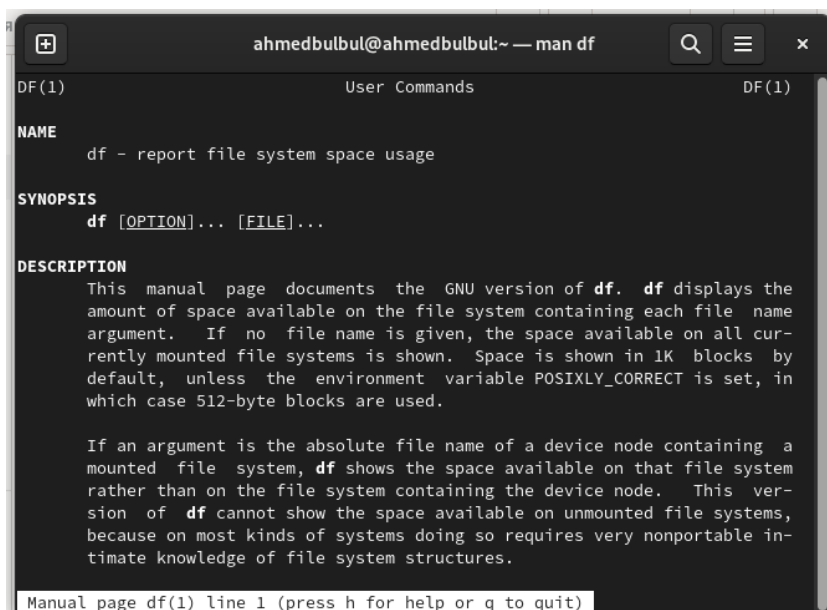 ahmedbulbul@ahmedbulbul:~ — man df
DF(1) User Commands DF(1)
NAME
df - report file system space usage
SYNOPSIS
df [OPTION]... [FILE]...
DESCRIPTION
This manual page documents the GNU version of df. df displays the
amount of space available on the file system containing each file name
argument. If no file name is given, the space available on all cur-
rently mounted file systems is shown. Space is shown in 1K blocks by
default, unless the environment variable POSIXLY_CORRECT is set, in
which case 512-byte blocks are used.
If an argument is the absolute file name of a device node containing a
mounted file system, df shows the space available on that file system
rather than on the file system containing the device node. This ver-
sion of df cannot show the space available on unmounted file systems,
because on most kinds of systems doing so requires very nonportable in-
timate knowledge of file system structures.
Manual page df(1) line 1 (press h for help or q to quit)